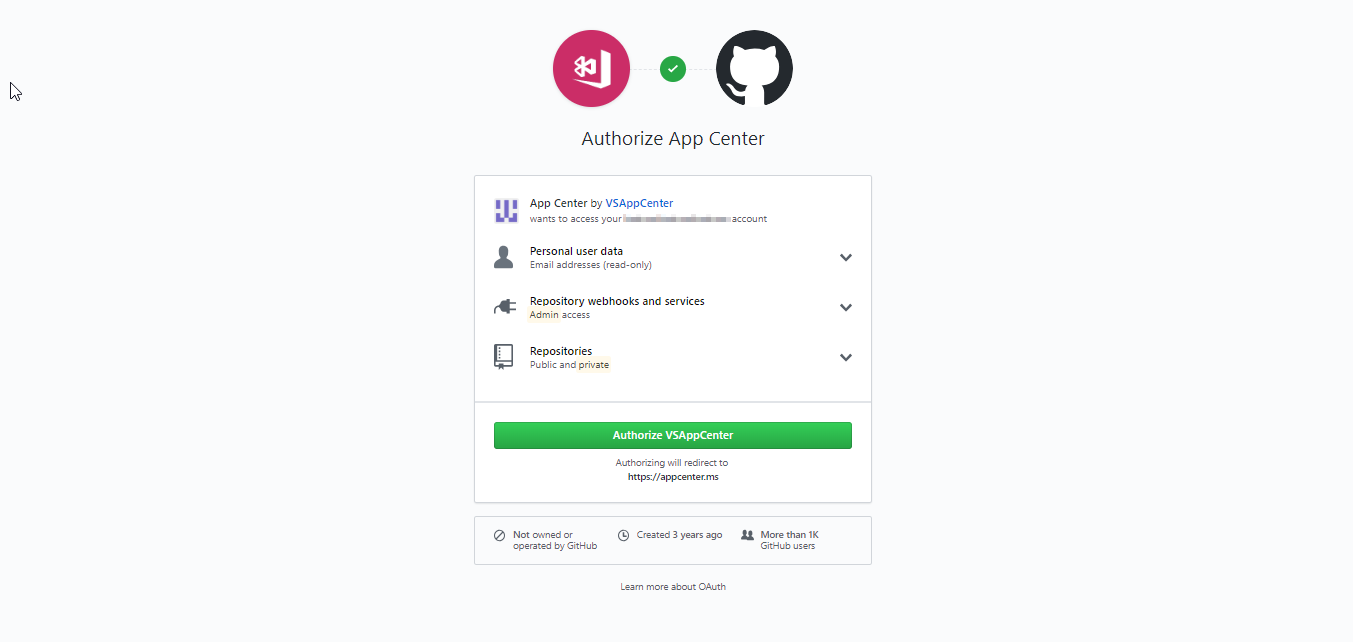 Authorize App Center
App Center by VSAppCenter
wants to access your account
Personal user data
Email addresses (read-only)
Repository webhooks and services
Admin access
Repositories
Public and private
Authorize VSAppCenter
Authorizing will redirect to
https://appcenter.ms
Not owned or
operated by GitHub
Created 3 years ago
More than 1K
GitHub users
Learn more about OAuth